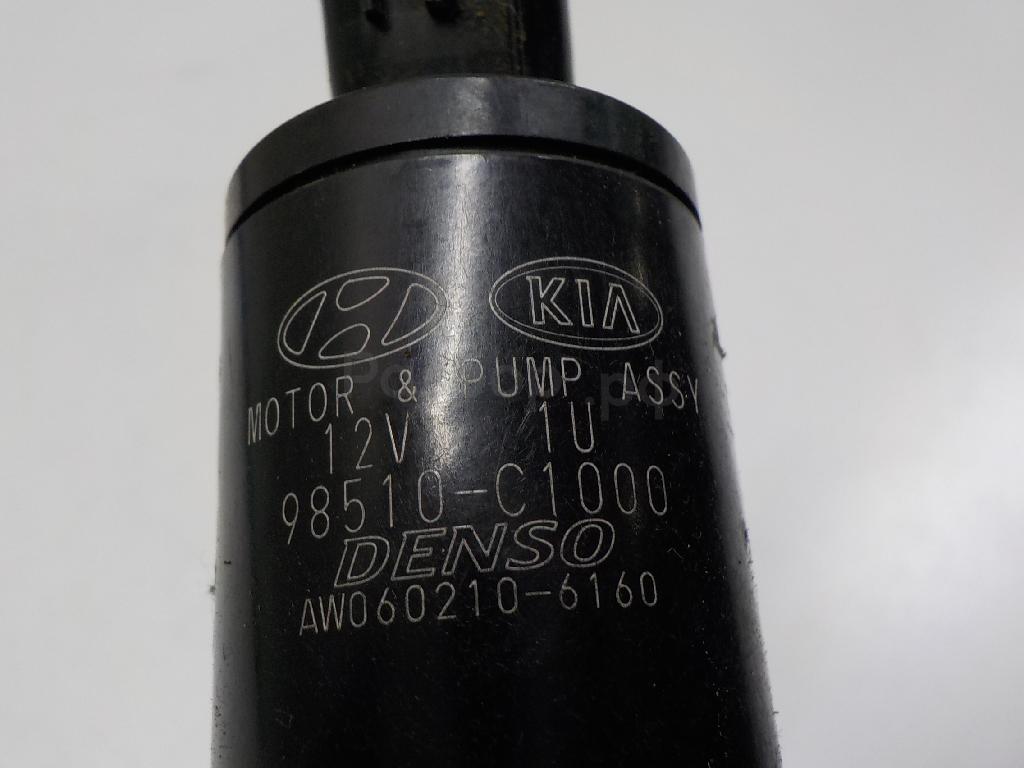 KIA
MOTOR & PUMP ASSY
12V 1U
98510-C1000
DENSO
AW060210-6160